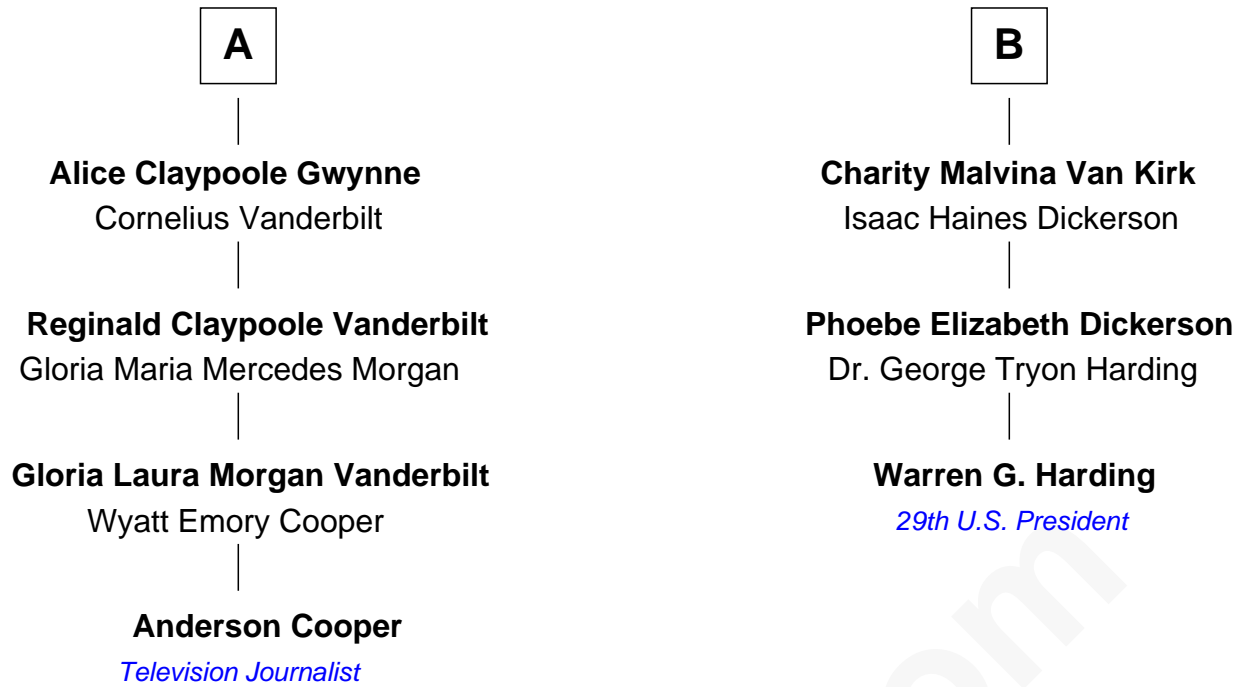 A
Alice Claypoole Gwynne
Cornelius Vanderbilt
Reginald Claypoole Vanderbilt
Gloria Maria Mercedes Morgan
Gloria Laura Morgan Vanderbilt
Wyatt Emory Cooper
Anderson Cooper
Television Journalist
B
Charity Malvina Van Kirk
Isaac Haines Dickerson
Phoebe Elizabeth Dickerson
Dr. George Tryon Harding
Warren G. Harding
29th U.S. President
om